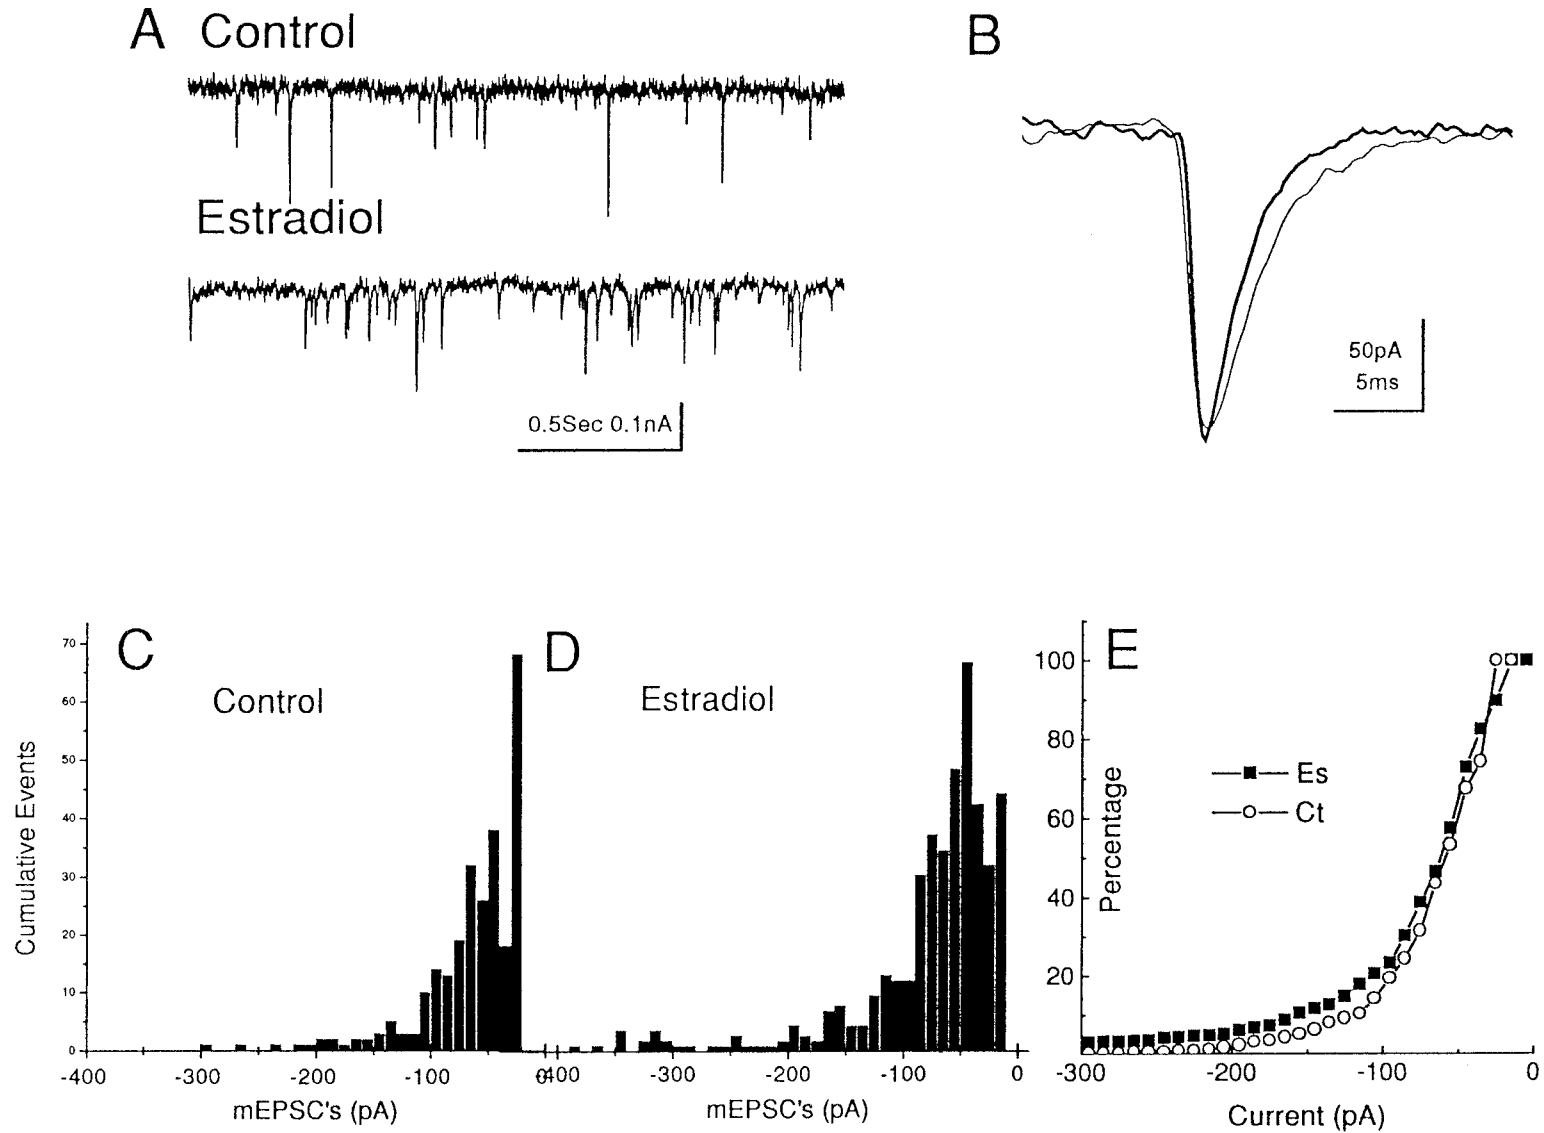 A Control
Estradiol
0.5Sec 0.1nA
B
50pA
5ms
C
Control
Cumulative Events
70
60
50
40
30
20
10
0
-400 -300 -200 -100
mEPSC's (pA)
D
Estradiol
-300 -200 -100 0
mEPSC's (pA)
E
Percentage
100
80
60
40
20
Es
Ct
-300 -200 -100 0
Current (pA)